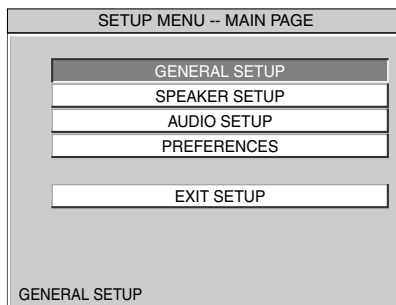 SETUP MENU -- MAIN PAGE
GENERAL SETUP
SPEAKER SETUP
AUDIO SETUP
PREFERENCES
EXIT SETUP
GENERAL SETUP